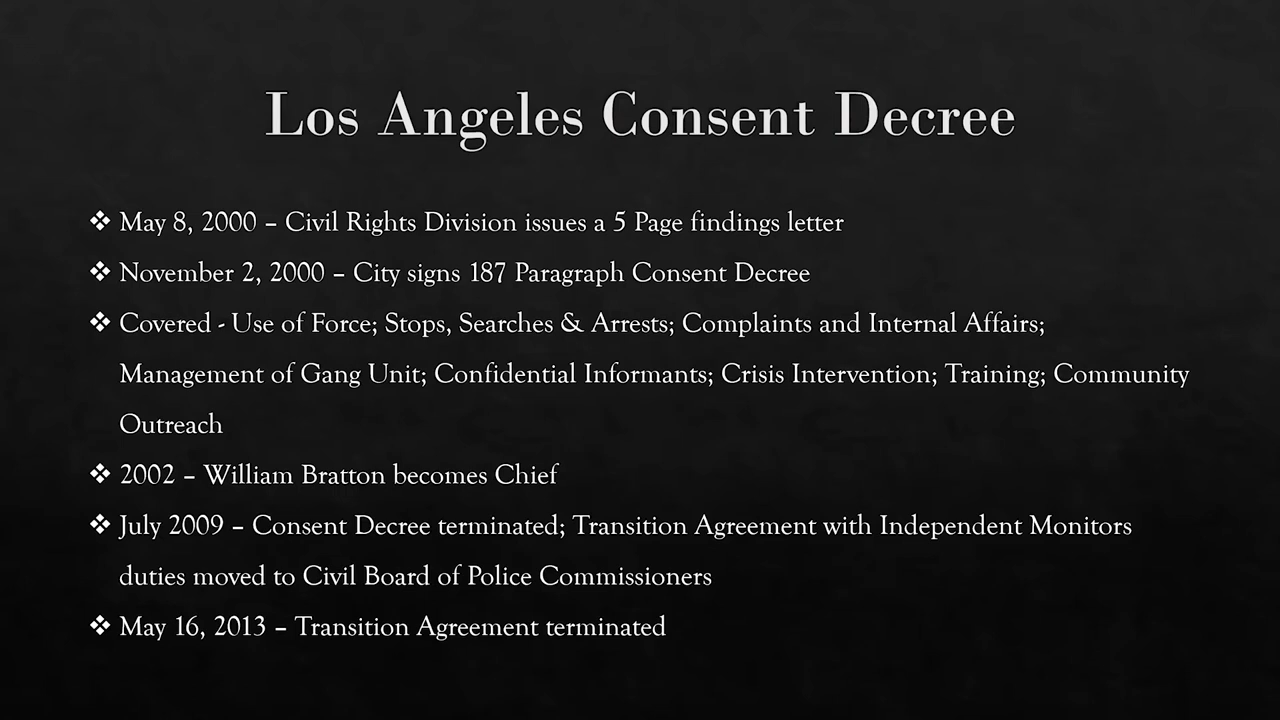 Los Angeles Consent Decree
❖ May 8, 2000 – Civil Rights Division issues a 5 Page findings letter
❖ November 2, 2000 – City signs 187 Paragraph Consent Decree
❖ Covered - Use of Force; Stops, Searches & Arrests; Complaints and Internal Affairs;
Management of Gang Unit; Confidential Informants; Crisis Intervention; Training; Community
Outreach
❖ 2002 – William Bratton becomes Chief
❖ July 2009 – Consent Decree terminated; Transition Agreement with Independent Monitors
duties moved to Civil Board of Police Commissioners
❖ May 16, 2013 – Transition Agreement terminated